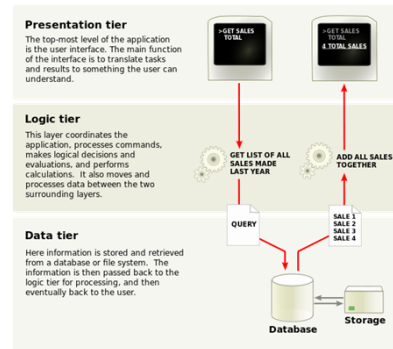 Presentation tier
The top-most level of the application
is the user interface. The main function
of the interface is to translate tasks
and results to something the user can
understand.
>GET SALES
TOTAL
>GET SALES
TOTAL
4 TOTAL SALES
Logic tier
This layer coordinates the
application, processes commands,
makes logical decisions and
evaluations, and performs
calculations. It also moves and
processes data between the two
surrounding layers.
GET LIST OF ALL
SALES MADE
LAST YEAR
ADD ALL SALES
TOGETHER
QUERY
SALE 1
SALE 2
SALE 3
SALE 4
Data tier
Here information is stored and retrieved
from a database or file system. The
information is then passed back to the
logic tier for processing, and then
eventually back to the user.
Database
Storage